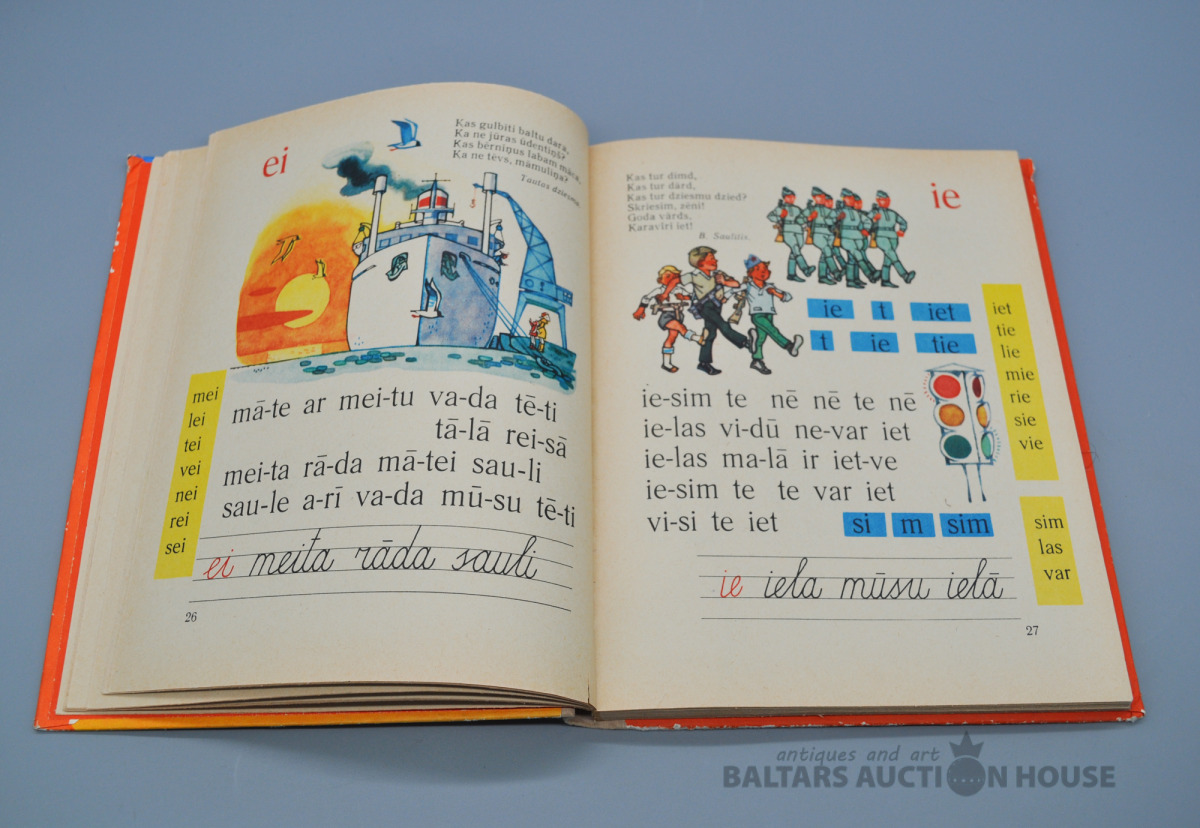 ei
Kas gulbīti baltu dara,
Ka ne jūras ūdentiņš?
Kas bērniņus labam māca,
Ka ne tēvs, māmuliņa?
Tautas dziesma
mei
lei
tei
vei
nei
rei
sei
mā-te ar mei-tu va-da tē-ti
tā-lā rei-sā
mei-ta rā-da mā-tei sau-li
sau-le a-rī va-da mū-su tē-ti
ei meita rāda sauli
26
Kas tur dimd,
Kas tur dārd,
Kas tur dziesmu dzied?
Skriesim, zēni!
Goda vārds,
Karavīri iet!
B. Saulītis.
ie
ie t iet
t ie tie
iet
tie
lie
mie
rie
sie
vie
ie-sim te nē nē te nē
ie-las vi-dū ne-var iet
ie-las ma-lā ir iet-ve
ie-sim te te var iet
vi-si te iet
si m sim
sim
las
var
ie iela mūsu ielā
27
antiques and art
BALTARS AUCTION HOUSE